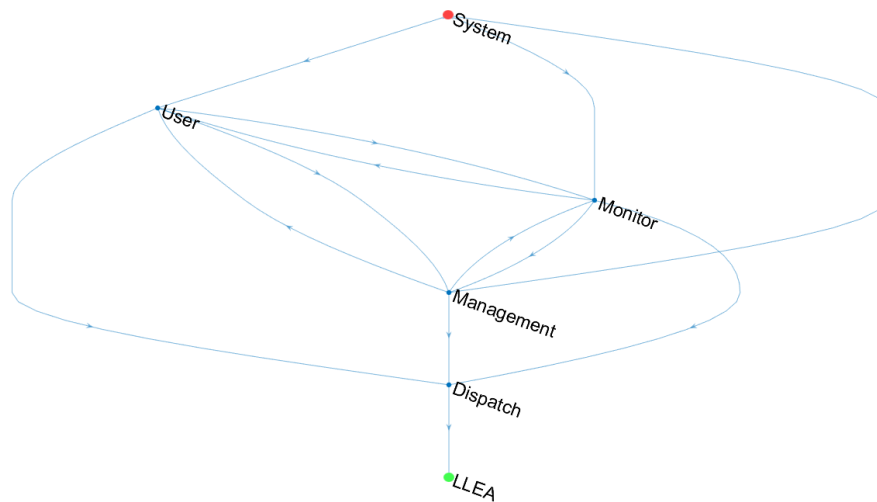 System
User
Monitor
Management
Dispatch
LLEA